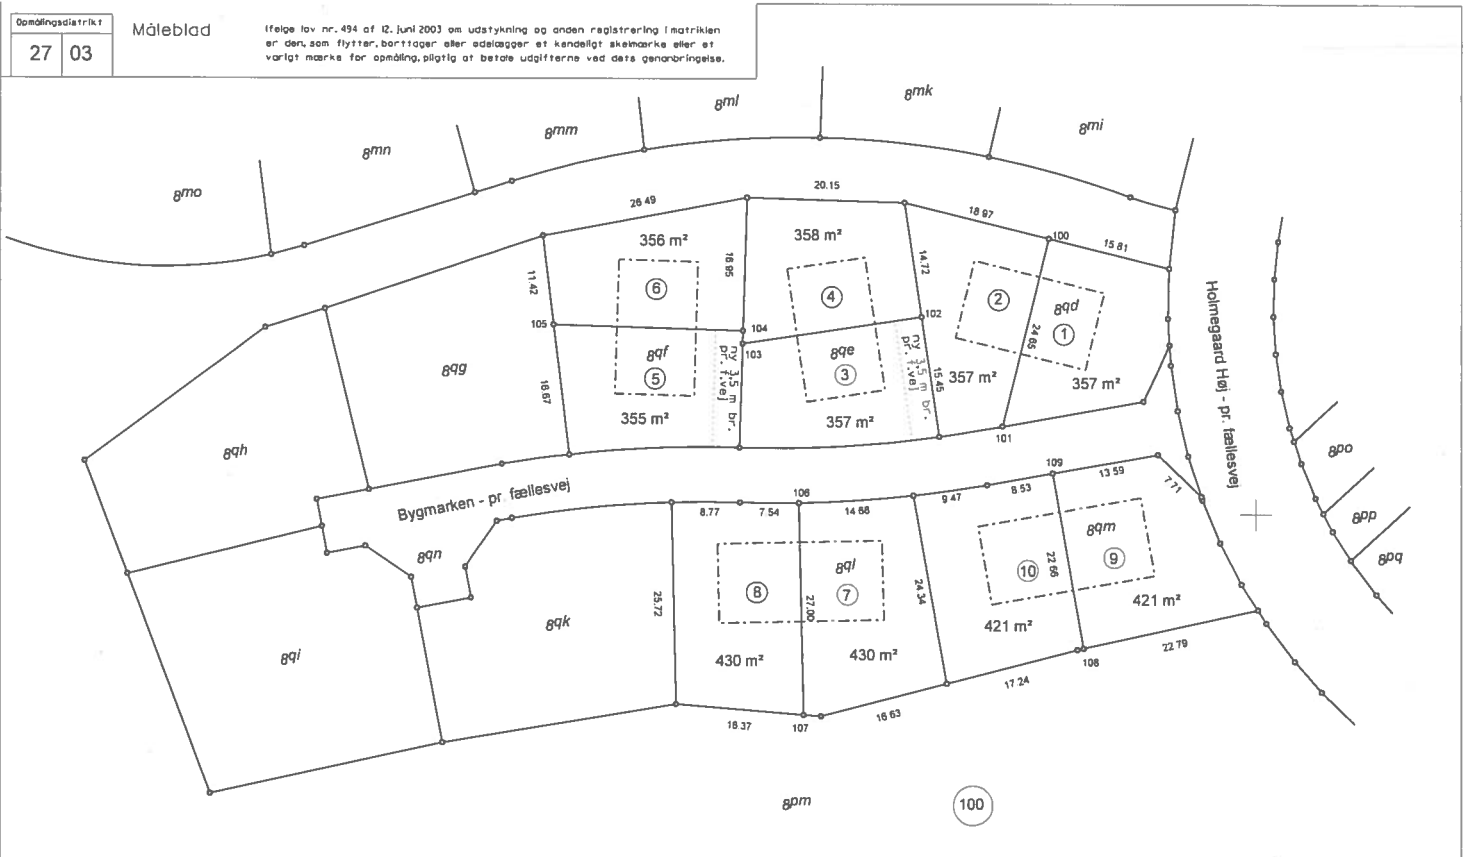 Opmålingsdistrikt
27 03
Måleblad
Ifølge lov nr. 494 af 12. juni 2003 om udstykning og anden registrering i matriklen
er den, som flytter, borttager eller ødelægger et kendeligt skelmærke eller et
varigt mærke for opmåling, pligtig at betale udgifterne ved dets genanbringelse.
8mo
8mn
8mm
8ml
8mk
8mi
26.49
20.15
18.97
100
15.81
356 m²
358 m²
16.85
14.72
11.42
6
4
2
8qd
1
105
104
102
103
24.65
8qg
8qf
5
8qe
3
ny 3,5 m br.
pr. f.vej
ny 3,5 m br.
pr. f.vej
15.45
16.67
357 m²
357 m²
355 m²
357 m²
101
Holmegaard Høj - pr. fællesvej
8qh
8po
8pp
8pq
Bygmarken - pr. fællesvej
8qn
8.77
7.54
106
14.68
9.47
8.53
109
13.59
7.71
8qm
9
10
22.66
8ql
8
7
25.72
27.00
24.34
421 m²
421 m²
8qk
8qi
430 m²
430 m²
108
22.79
17.24
16.63
16.37
107
8pm
100